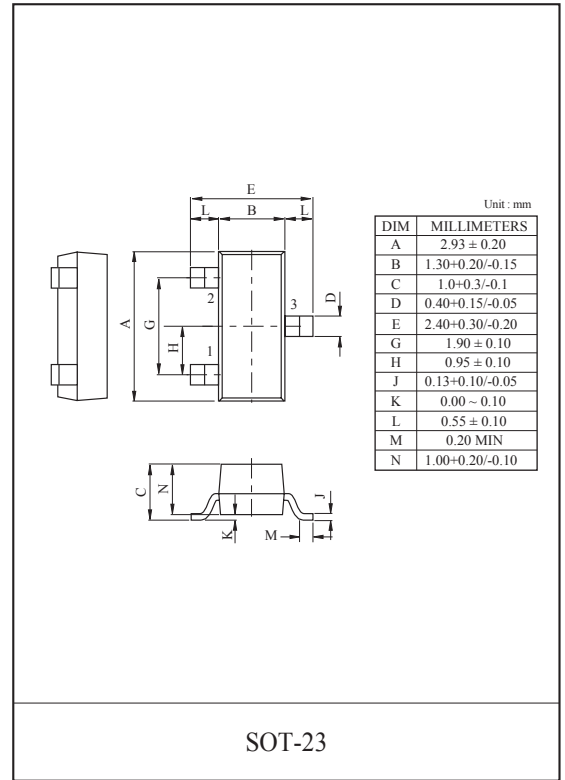 E
L B L
2
3
D
A
G
H
1
C
N
K
M
J
Unit : mm
DIM MILLIMETERS
A 2.93 ± 0.20
B 1.30+0.20/-0.15
C 1.0+0.3/-0.1
D 0.40+0.15/-0.05
E 2.40+0.30/-0.20
G 1.90 ± 0.10
H 0.95 ± 0.10
J 0.13+0.10/-0.05
K 0.00 ~ 0.10
L 0.55 ± 0.10
M 0.20 MIN
N 1.00+0.20/-0.10
SOT-23